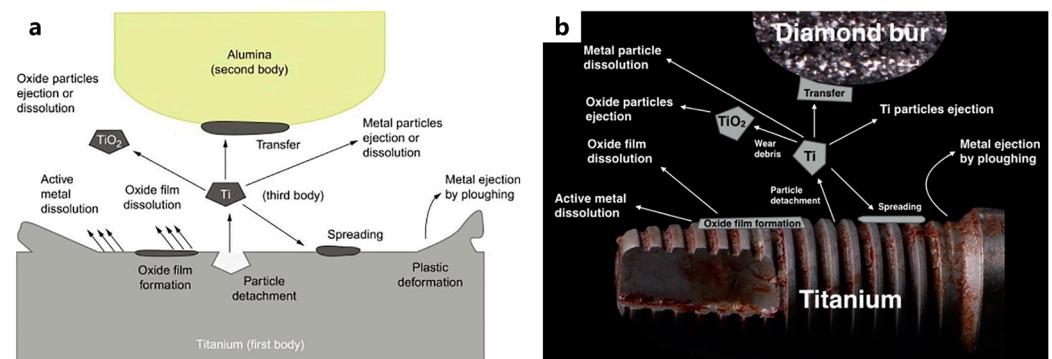 a
Alumina
(second body)
Oxide particles
ejection or
dissolution
TiO2
Transfer
Metal particles
ejection or
dissolution
Ti
(third body)
Active
metal
dissolution
Oxide film
dissolution
Metal ejection
by ploughing
Spreading
Oxide film
formation
Particle
detachment
Plastic
deformation
Titanium (first body)
b
Diamond bur
Metal particle
dissolution
Transfer
Oxide particles
ejection
TiO2
Ti particles ejection
Wear
debris
Ti
Oxide film
dissolution
Metal ejection
by ploughing
Particle
detachment
Active metal
dissolution
Spreading
Oxide film formation
Titanium